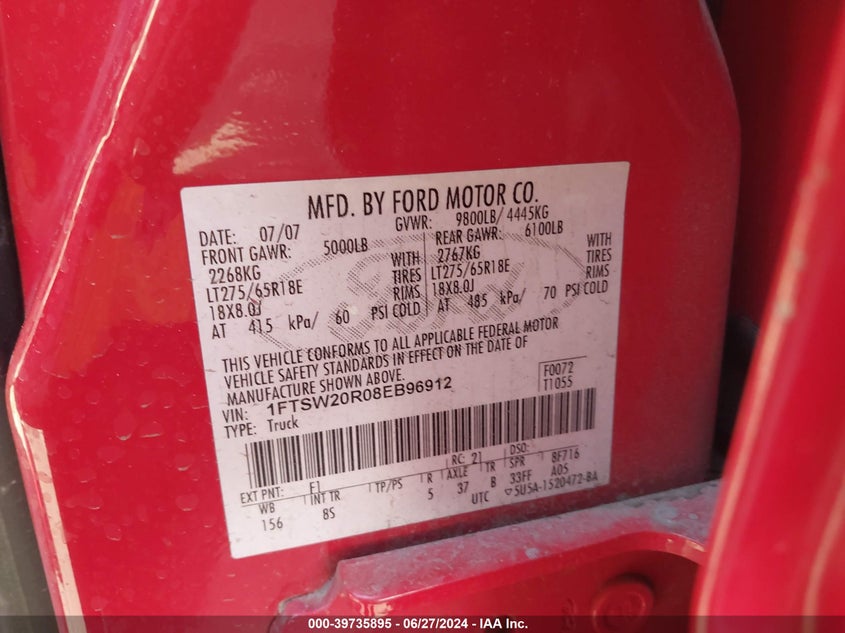 MFD. BY FORD MOTOR CO.
DATE: 07/07 GVWR: 9800LB/ 4445KG
FRONT GAWR: 5000LB REAR GAWR: 6100LB
2268KG WITH 2767KG WITH
LT275/65R18E TIRES LT275/65R18E TIRES
18X8.0J RIMS 18X8.0J RIMS
AT 415 kPa/ 60 PSI COLD AT 485 kPa/ 70 PSI COLD
THIS VEHICLE CONFORMS TO ALL APPLICABLE FEDERAL MOTOR
VEHICLE SAFETY STANDARDS IN EFFECT ON THE DATE OF
MANUFACTURE SHOWN ABOVE.
F0072
VIN: 1FTSW20R08EB96912 T1055
TYPE: Truck
RC: 21 DSO:
EXT PNT: F1 8F716
WB INT TR TP/PS R AXLE TR SPR
156 8S 5 37 B 33FF A05
UTC ▽5U5A-1520472-BA
000-39735895 - 06/27/2024 - IAA Inc.